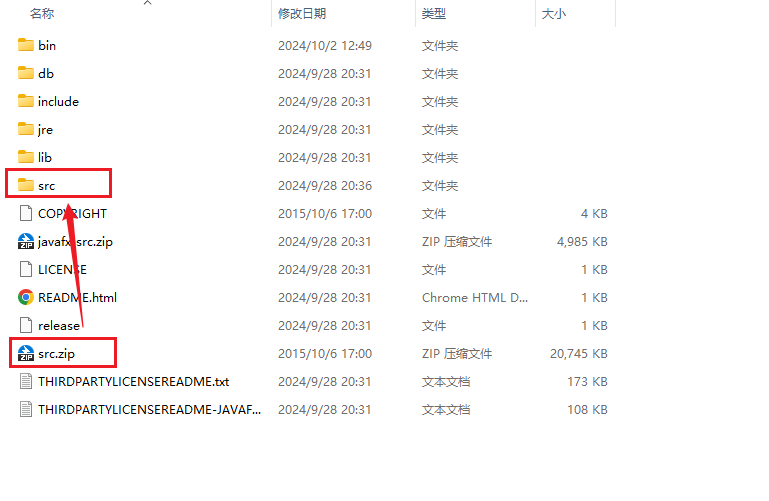 名称 修改日期 类型 大小
bin 2024/10/2 12:49 文件夹
db 2024/9/28 20:31 文件夹
include 2024/9/28 20:31 文件夹
jre 2024/9/28 20:31 文件夹
lib 2024/9/28 20:31 文件夹
src 2024/9/28 20:36 文件夹
COPYRIGHT 2015/10/6 17:00 文件 4 KB
javafx-src.zip 2024/9/28 20:31 ZIP 压缩文件 4,985 KB
LICENSE 2024/9/28 20:31 文件 1 KB
README.html 2024/9/28 20:31 Chrome HTML D... 1 KB
release 2024/9/28 20:31 文件 1 KB
ZIP src.zip 2015/10/6 17:00 ZIP 压缩文件 20,745 KB
THIRDPARTYLICENSEREADME.txt 2024/9/28 20:31 文本文档 173 KB
THIRDPARTYLICENSEREADME-JAVAF... 2024/9/28 20:31 文本文档 108 KB